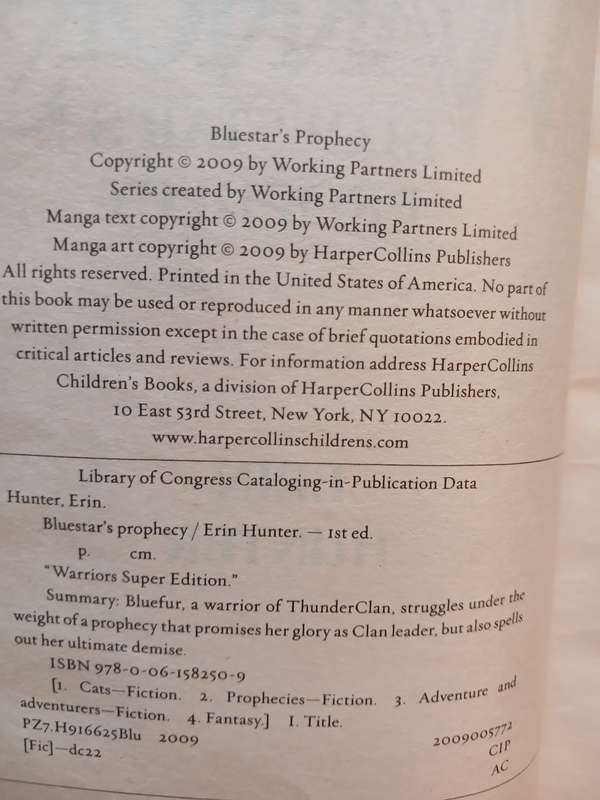 Bluestar's Prophecy
Copyright © 2009 by Working Partners Limited
Series created by Working Partners Limited
Manga text copyright © 2009 by Working Partners Limited
Manga art copyright © 2009 by HarperCollins Publishers
All rights reserved. Printed in the United States of America. No part of
this book may be used or reproduced in any manner whatsoever without
written permission except in the case of brief quotations embodied in
critical articles and reviews. For information address HarperCollins
Children's Books, a division of HarperCollins Publishers,
10 East 53rd Street, New York, NY 10022.
www.harpercollinschildrens.com
Library of Congress Cataloging-in-Publication Data
Hunter, Erin.
Bluestar's prophecy / Erin Hunter. — 1st ed.
p. cm.
"Warriors Super Edition."
Summary: Bluefur, a warrior of ThunderClan, struggles under the
weight of a prophecy that promises her glory as Clan leader, but also spells
out her ultimate demise.
ISBN 978-0-06-158250-9
[1. Cats—Fiction. 2. Prophecies—Fiction. 3. Adventure and
adventurers—Fiction. 4. Fantasy.] I. Title.
PZ7.H916625Blu 2009
2009005772
[Fic]—dc22
CIP
AC